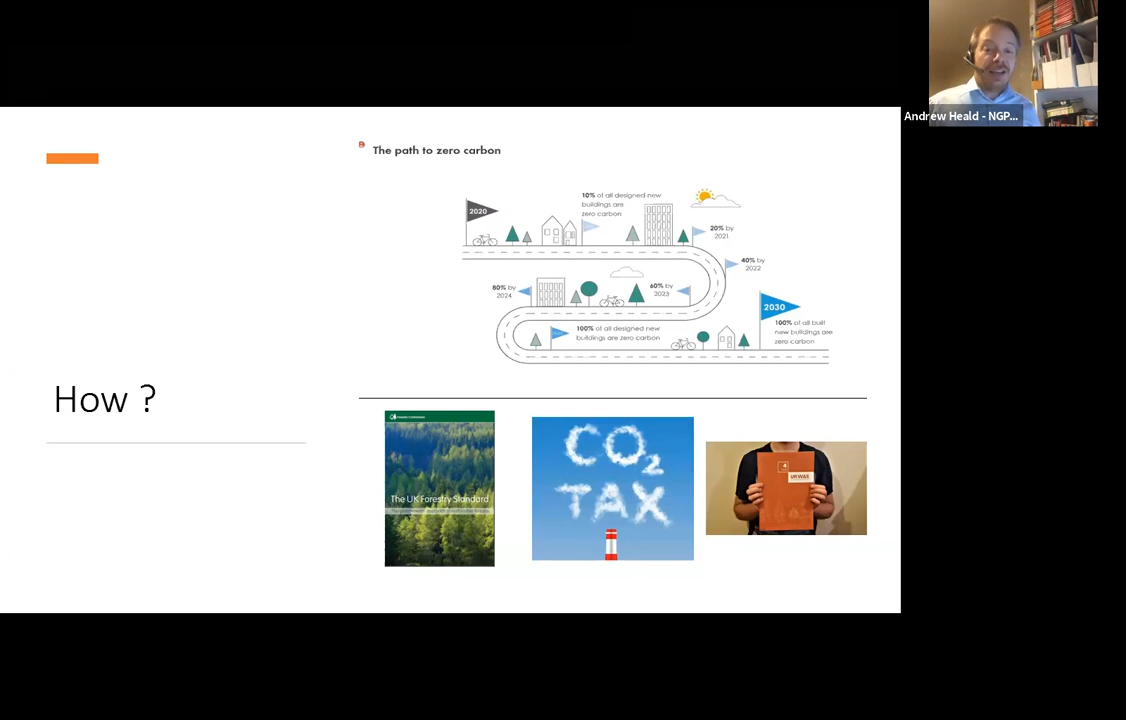 Andrew Heald - NGP...
The path to zero carbon
2020
10% of all designed new
buildings are
zero carbon
20% by
2021
40% by
2022
60% by
2023
80% by
2024
100% of all designed new
buildings are zero carbon
2030
100% of all built
new buildings are
zero carbon
How ?
The UK Forestry Standard
CO2
TAX
4
UKWAS